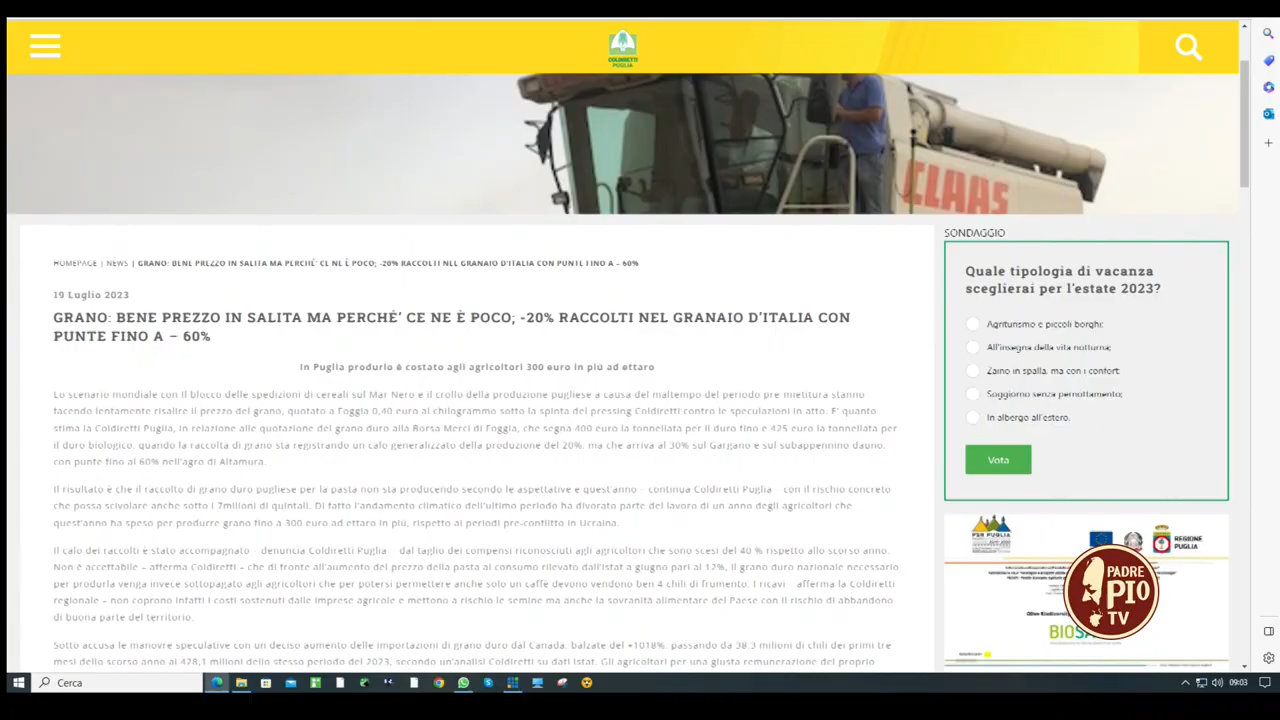 COLDIRETTI
PUGLIA
CLAAS
HOMEPAGE | NEWS | GRANO: BENE PREZZO IN SALITA MA PERCHÉ' CE NE È POCO; -20% RACCOLTI NEL GRANAIO D'ITALIA CON PUNTE FINO A – 60%
19 Luglio 2023
GRANO: BENE PREZZO IN SALITA MA PERCHÉ' CE NE È POCO; -20% RACCOLTI NEL GRANAIO D'ITALIA CON
PUNTE FINO A – 60%
In Puglia produrlo è costato agli agricoltori 300 euro in più ad ettaro
Lo scenario mondiale con il blocco delle spedizioni di cereali sul Mar Nero e il crollo della produzione pugliese a causa del maltempo del periodo pre mietitura stanno
facendo lentamente risalire il prezzo del grano, quotato a Foggia 0,40 euro al chilogrammo sotto la spinta del pressing Coldiretti contro le speculazioni in atto. E' quanto
stima la Coldiretti Puglia, in relazione alle quotazione del grano duro alla Borsa Merci di Foggia, che segna 400 euro la tonnellata per il duro fino e 425 euro la tonnellata per
il duro biologico, quando la raccolta di grano sta registrando un calo generalizzato della produzione del 20%, ma che arriva al 30% sul Gargano e sul subappennino dauno,
con punte fino al 60% nell'agro di Altamura.
Il risultato è che il raccolto di grano duro pugliese per la pasta non sta producendo secondo le aspettative e quest'anno – continua Coldiretti Puglia – con il rischio concreto
che possa scivolare anche sotto i 7milioni di quintali. Di fatto l'andamento climatico dell'ultimo periodo ha divorato parte del lavoro di un anno degli agricoltori che
quest'anno ha speso per produrre grano fino a 300 euro ad ettaro in più, rispetto ai periodi pre-conflitto in Ucraina.
Il calo dei raccolti è stato accompagnato – denuncia Coldiretti Puglia – dal taglio dei compensi riconosciuti agli agricoltori che sono scesi del 40 % rispetto allo scorso anno.
Non è accettabile – afferma Coldiretti – che di fronte all'aumento del prezzo della pasta al consumo rilevato dall'Istat a giugno pari al 12%, il grano duro nazionale necessario
per produrla venga invece sottopagato agli agricoltori che per potersi permettere anche solo un caffè devono vendono ben 4 chili di frumento. I ricavi – afferma la Coldiretti
regionale – non coprono infatti i costi sostenuti dalle imprese agricole e mettono a rischio le semine ma anche la sovranità alimentare del Paese con il rischio di abbandono
di buona parte del territorio.
Sotto accusa le manovre speculative con un deciso aumento delle importazioni di grano duro dal Canada, balzate del +1018%, passando da 38,3 milioni di chili dei primi tre
mesi dello scorso anno ai 428,1 milioni dello stesso periodo del 2023, secondo un'analisi Coldiretti su dati Istat. Gli agricoltori per una giusta remunerazione del proprio
SONDAGGIO
Quale tipologia di vacanza
sceglierai per l'estate 2023?
Agriturismo e piccoli borghi;
All'insegna della vita notturna;
Zaino in spalla, ma con i confort;
Soggiorno senza pernottamento;
In albergo all'estero.
Vota
PSR PUGLIA
REGIONE
PUGLIA
PADRE
PIO
TV
Cerca
09:03